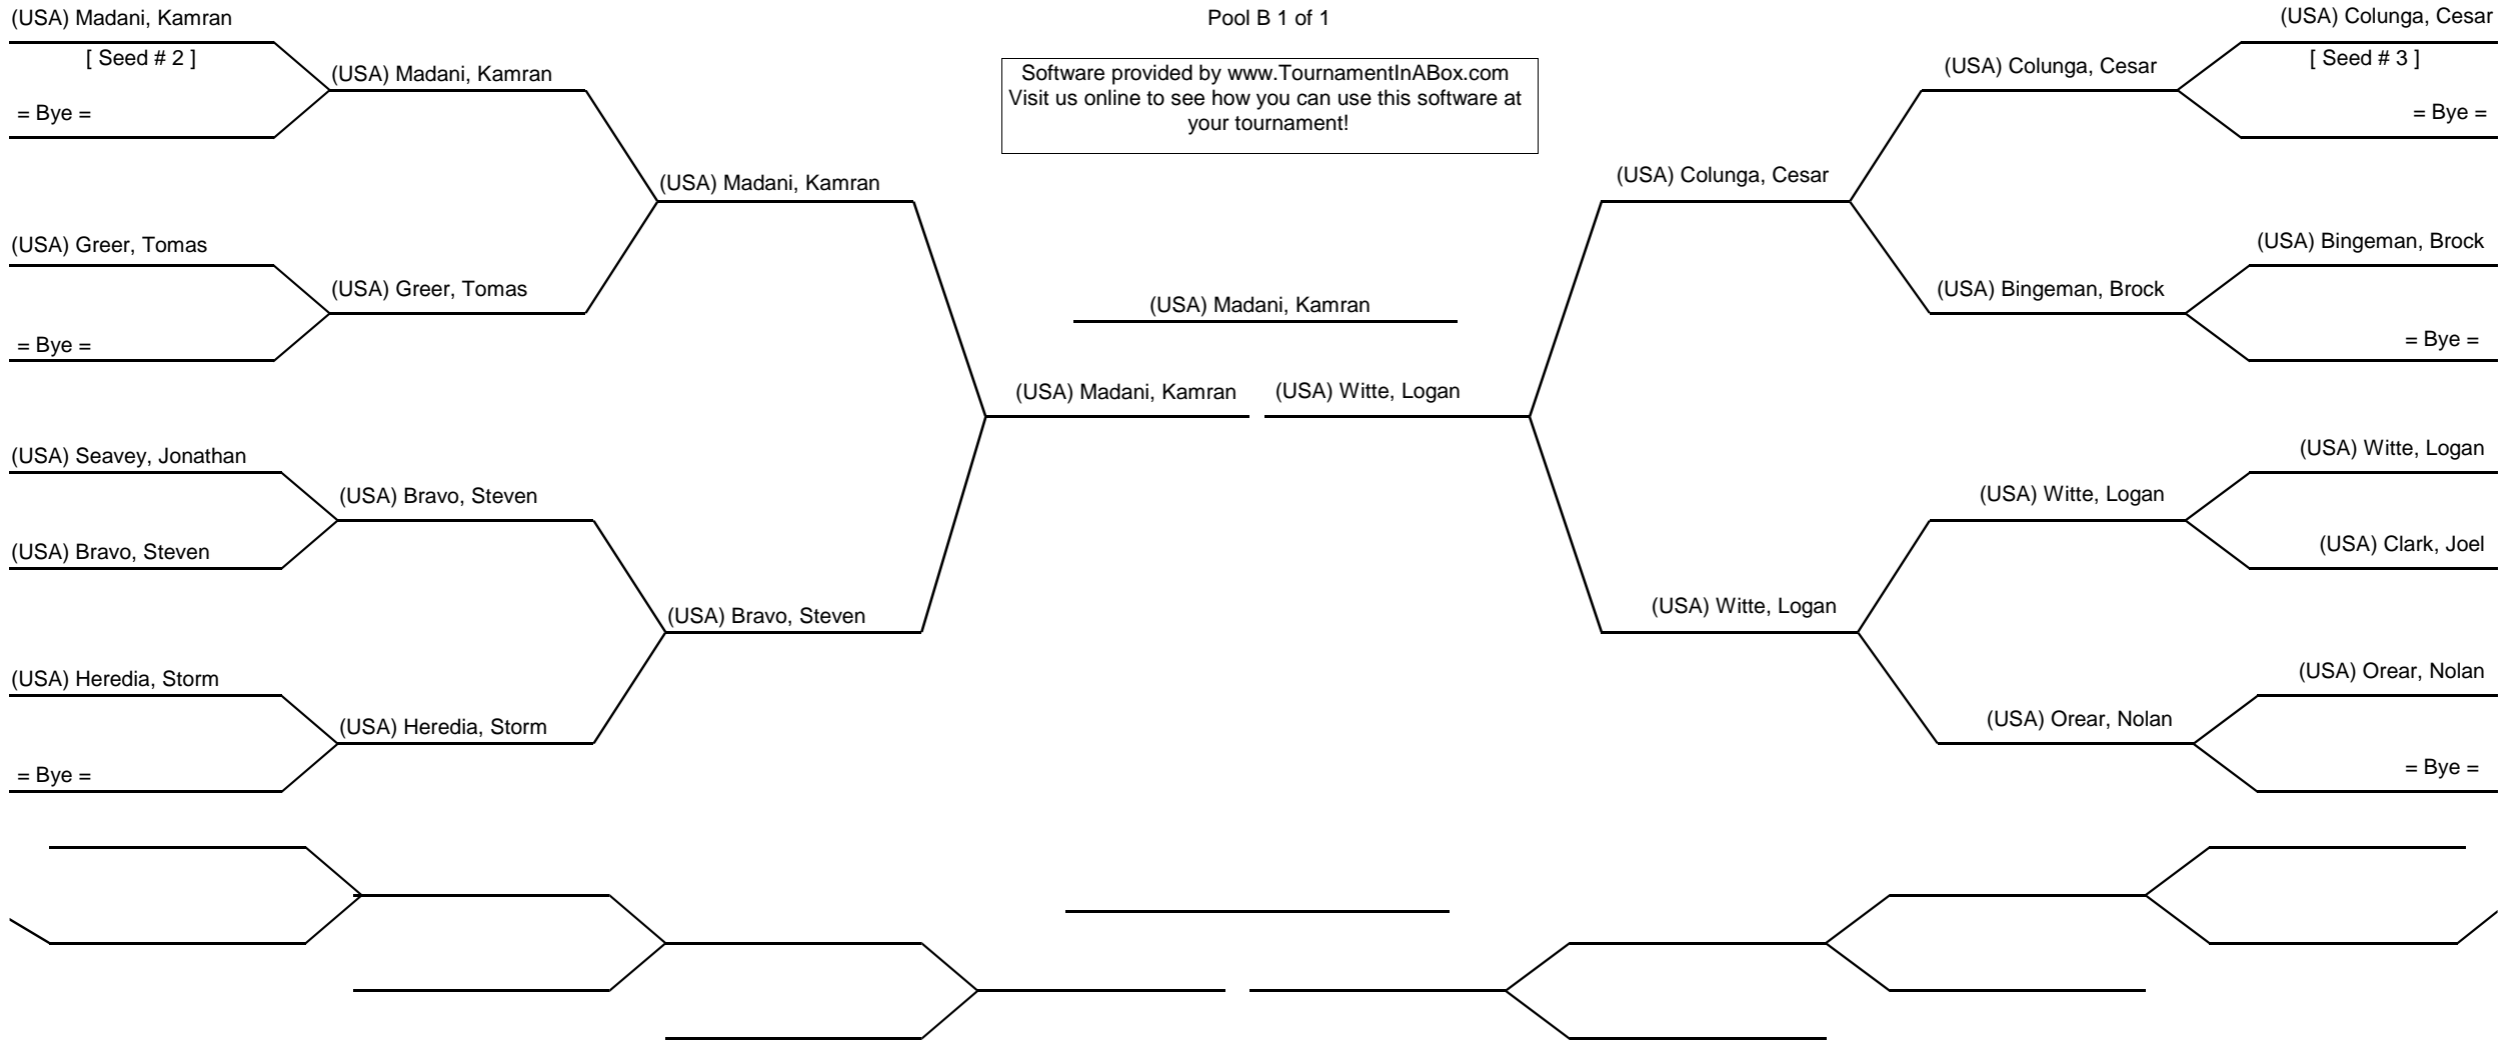 (USA) Madani, Kamran
[ Seed # 2 ]
= Bye =
(USA) Greer, Tomas
= Bye =
(USA) Seavey, Jonathan
(USA) Bravo, Steven
(USA) Heredia, Storm
= Bye =
(USA) Madani, Kamran
(USA) Greer, Tomas
(USA) Bravo, Steven
(USA) Heredia, Storm
(USA) Madani, Kamran
(USA) Bravo, Steven
Pool B 1 of 1
Software provided by www.TournamentInABox.com
Visit us online to see how you can use this software at
your tournament!
(USA) Madani, Kamran
(USA) Madani, Kamran
(USA) Witte, Logan
(USA) Colunga, Cesar
(USA) Witte, Logan
(USA) Colunga, Cesar
(USA) Bingeman, Brock
(USA) Witte, Logan
(USA) Orear, Nolan
(USA) Colunga, Cesar
[ Seed # 3 ]
= Bye =
(USA) Bingeman, Brock
= Bye =
(USA) Witte, Logan
(USA) Clark, Joel
(USA) Orear, Nolan
= Bye =